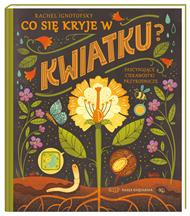 RACHEL IGNOTOFSKY
CO SIĘ KRYJE W
KWIATKU?
FASCYNUJĄCE
CIEKAWOSTKI
PRZYRODNICZE
NASZA KSIĘGARNIA